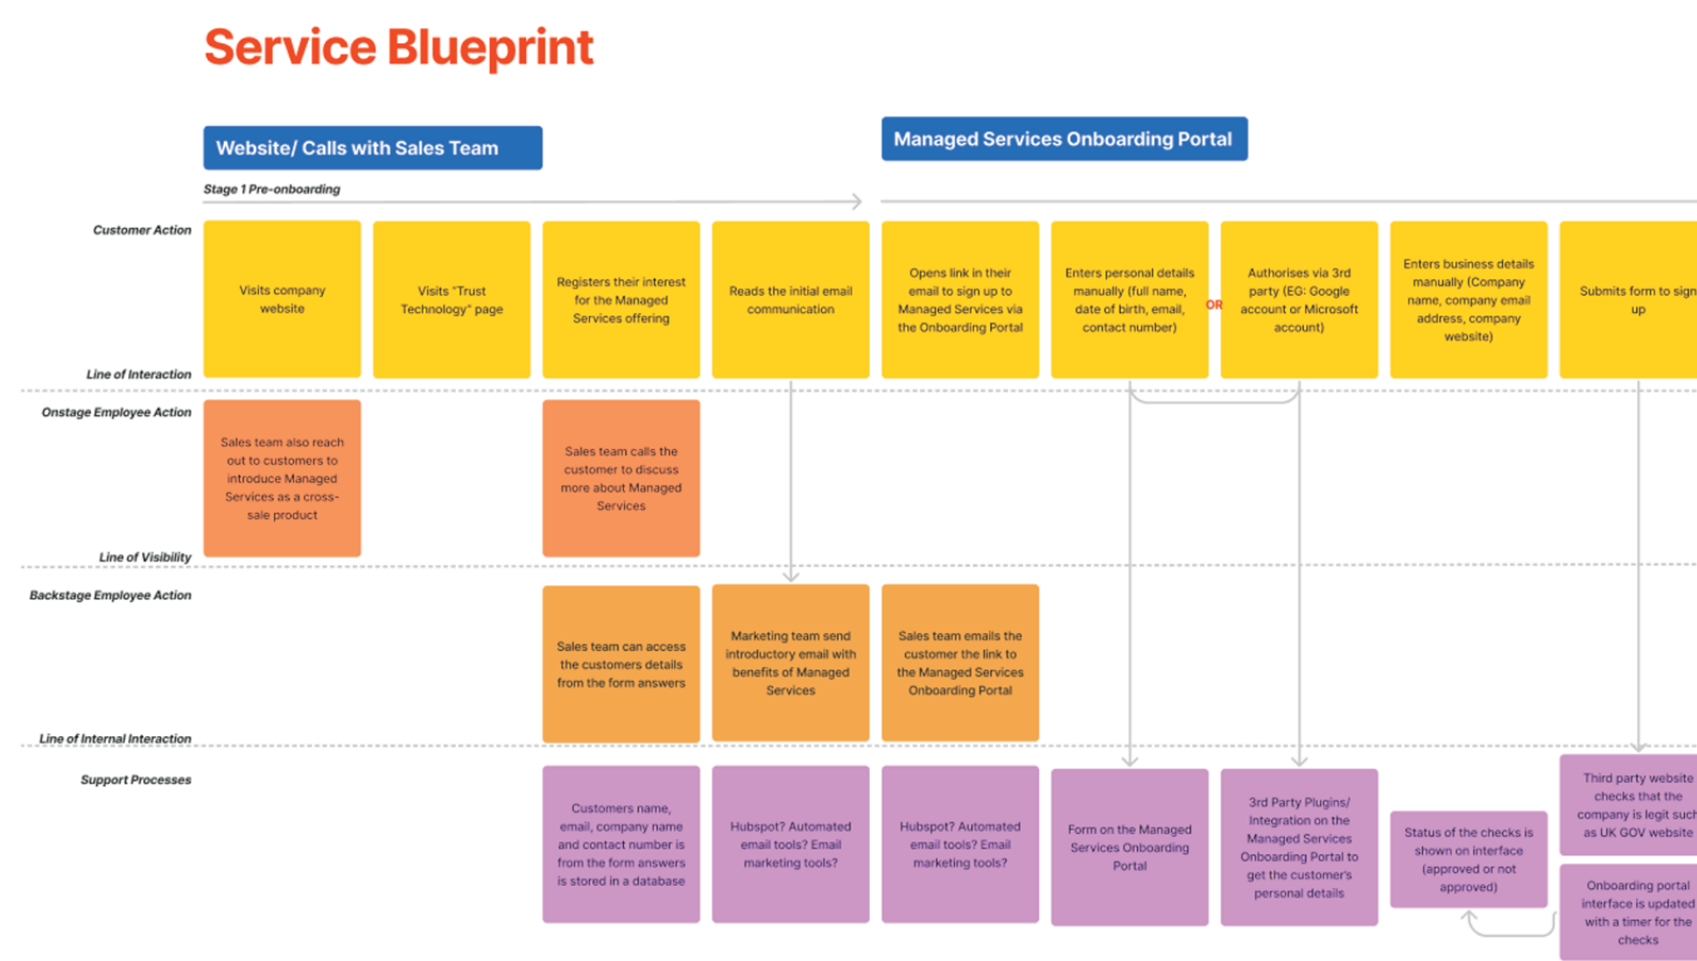 Service Blueprint
Website/ Calls with Sales Team
Managed Services Onboarding Portal
Stage 1 Pre-onboarding
Customer Action
Visits company
website
Visits "Trust
Technology" page
Registers their interest
for the Managed
Services offering
Reads the initial email
communication
Opens link in their
email to sign up to
Managed Services via
the Onboarding Portal
Enters personal details
manually (full name,
date of birth, email,
contact number)
OR
Authorises via 3rd
party (EG: Google
account or Microsoft
account)
Enters business details
manually (Company
name, company email
address, company
website)
Submits form to sign
up
Line of Interaction
Onstage Employee Action
Sales team also reach
out to customers to
introduce Managed
Services as a cross-
sale product
Sales team calls the
customer to discuss
more about Managed
Services
Line of Visibility
Backstage Employee Action
Sales team can access
the customers details
from the form answers
Marketing team send
introductory email with
benefits of Managed
Services
Sales team emails the
customer the link to
the Managed Services
Onboarding Portal
Line of Internal Interaction
Support Processes
Customers name,
email, company name
and contact number is
from the form answers
is stored in a database
Hubspot? Automated
email tools? Email
marketing tools?
Hubspot? Automated
email tools? Email
marketing tools?
Form on the Managed
Services Onboarding
Portal
3rd Party Plugins/
Integration on the
Managed Services
Onboarding Portal to
get the customer's
personal details
Status of the checks is
shown on interface
(approved or not
approved)
Third party website
checks that the
company is legit such
as UK GOV website
Onboarding portal
interface is updated
with a timer for the
checks